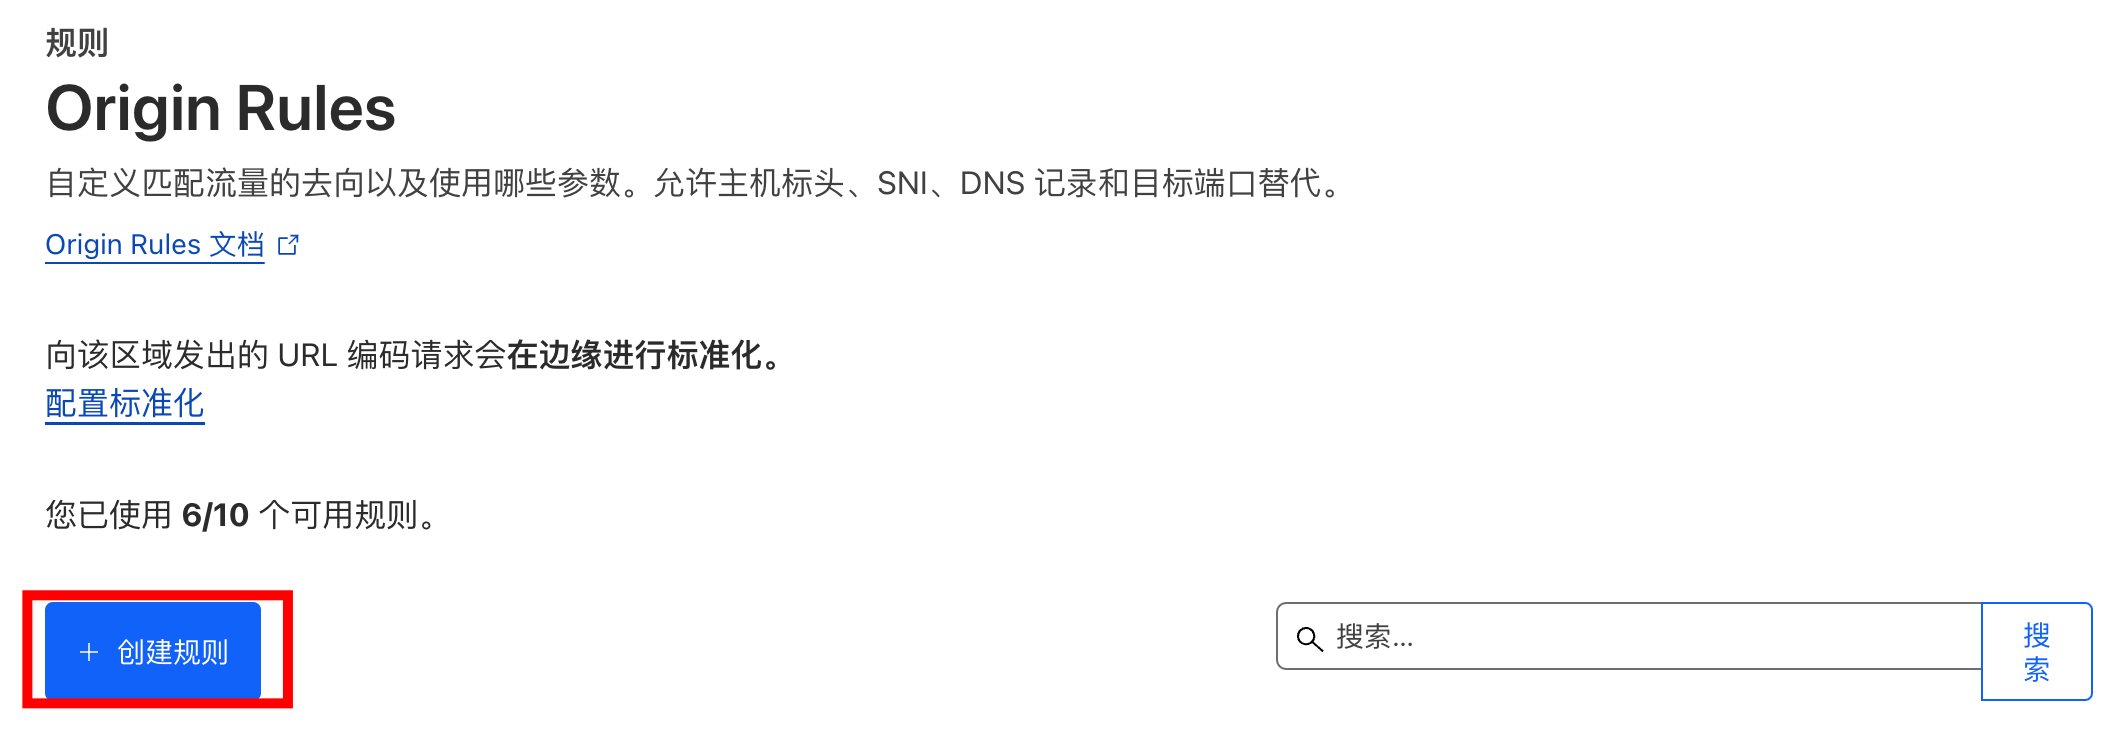 规则
Origin Rules
自定义匹配流量的去向以及使用哪些参数。允许主机标头、SNI、DNS 记录和目标端口替代。
Origin Rules 文档
向该区域发出的 URL 编码请求会在边缘进行标准化。
配置标准化
您已使用 6/10 个可用规则。
+ 创建规则
搜索...
搜
索